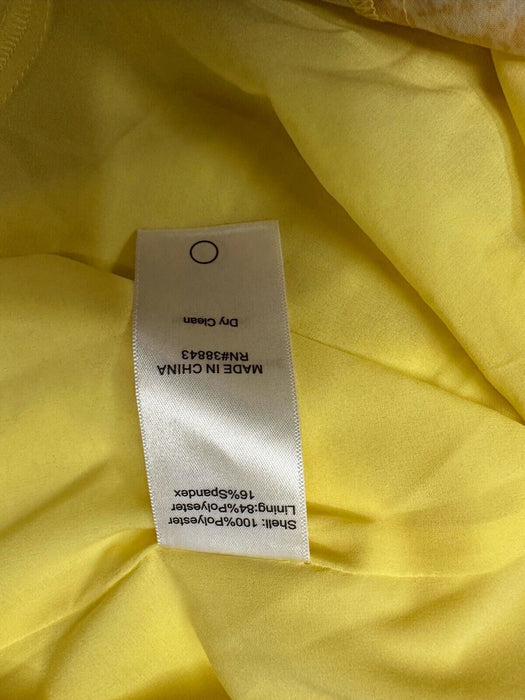 Shell: 100%Polyester
Lining:84%Polyester
16%Spandex
MADE IN CHINA
RN#38843
Dry Clean